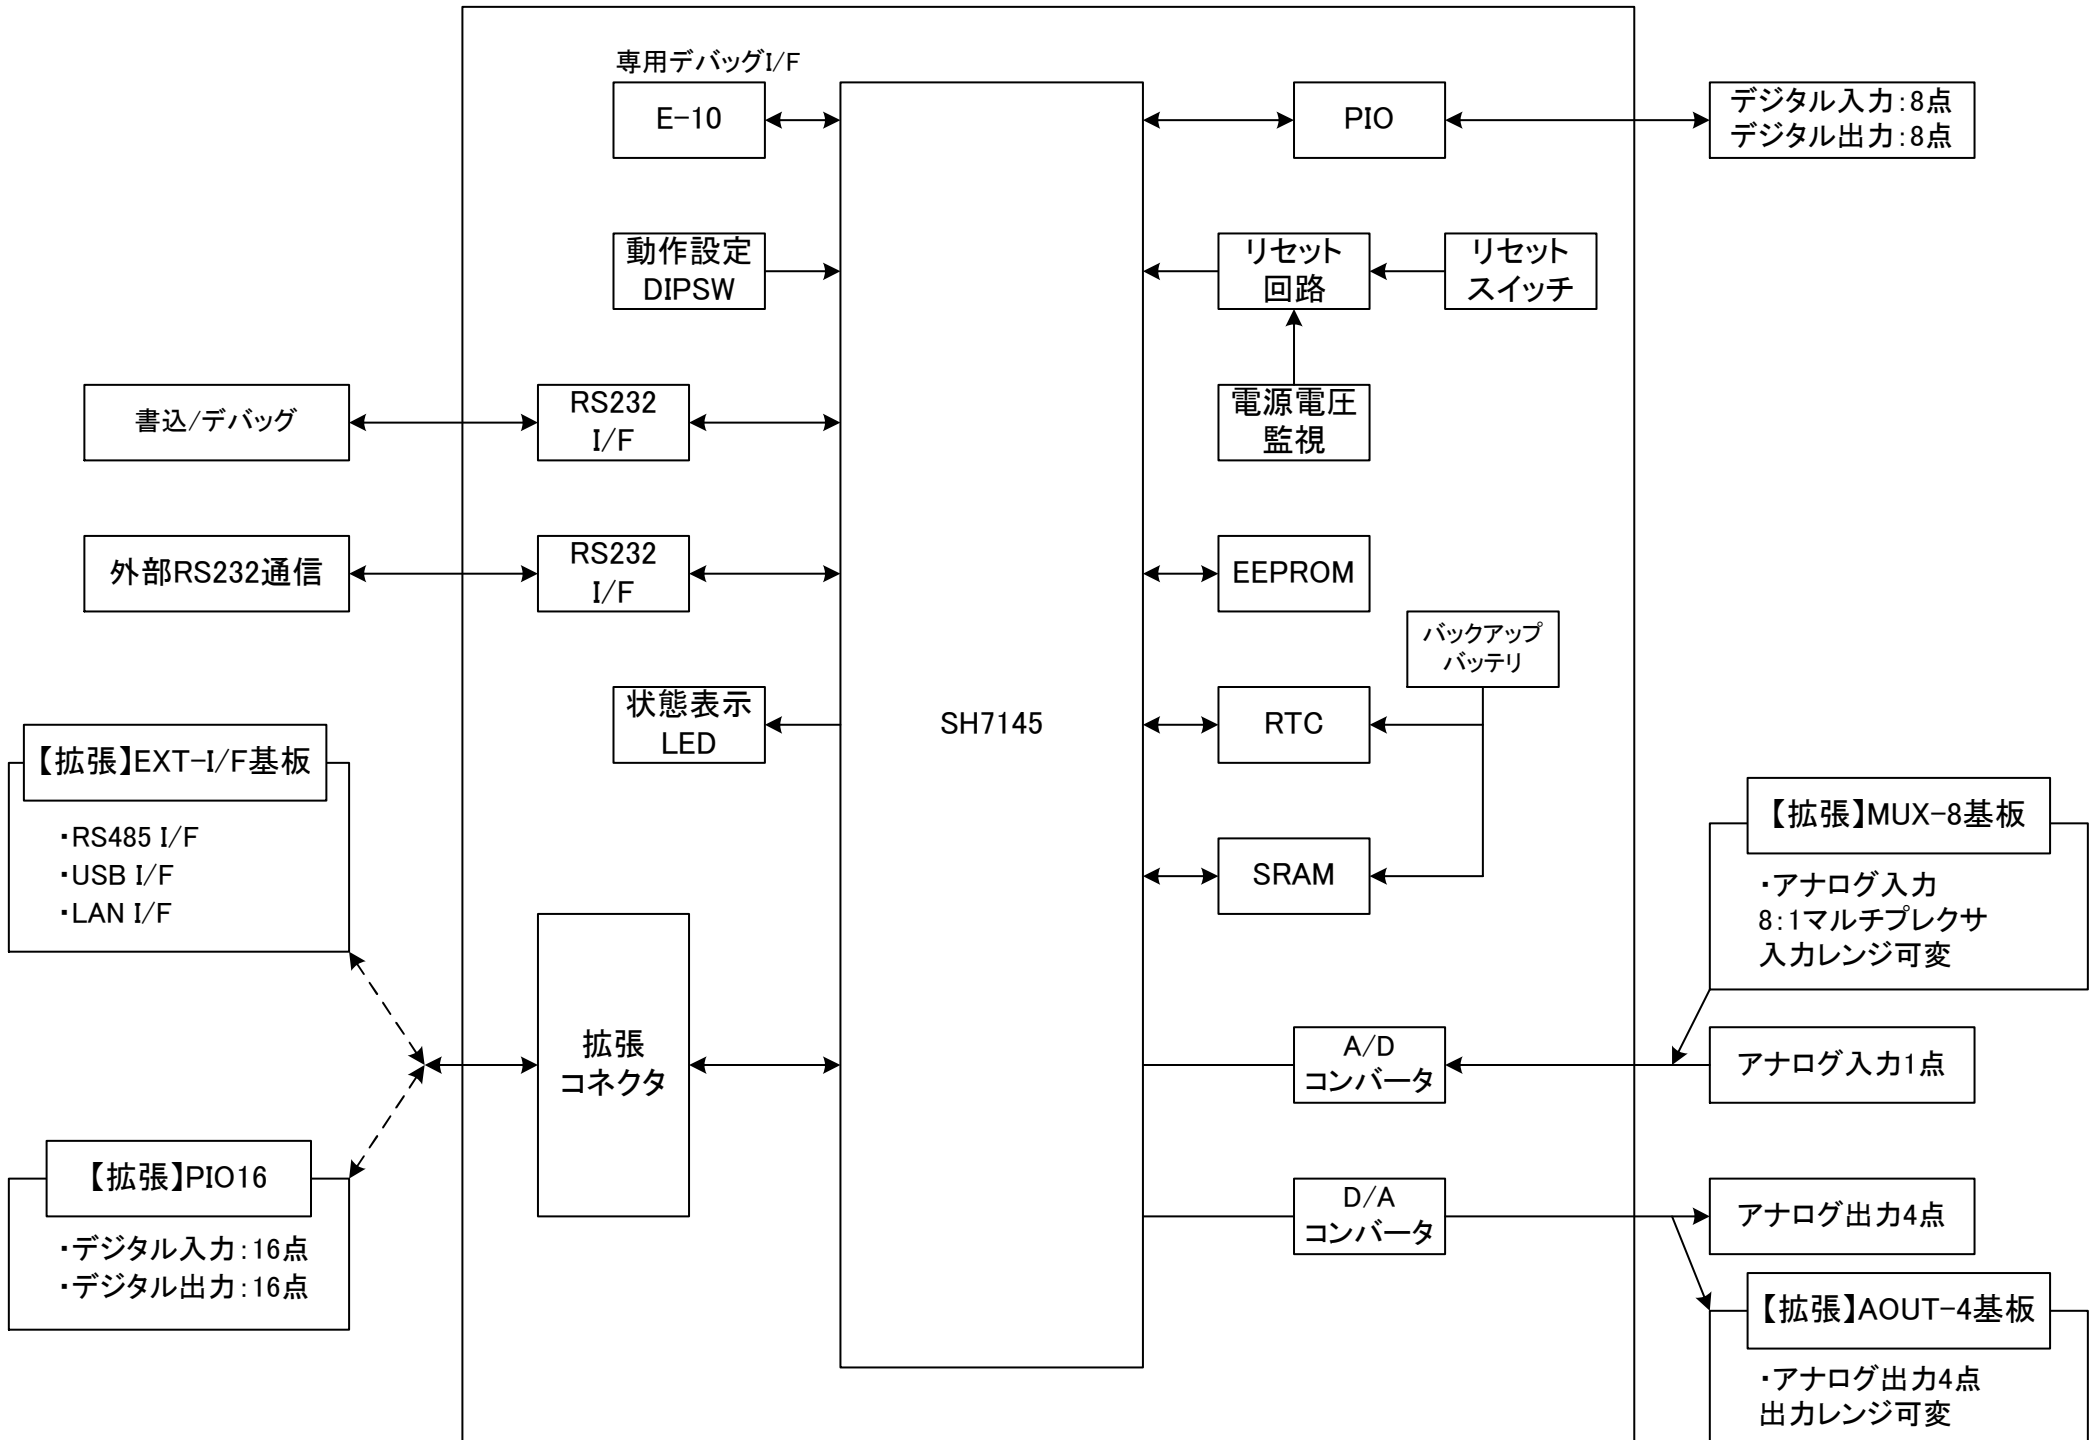 専用デバッグI/F
E-10
PIO
デジタル入力:8点
デジタル出力:8点
動作設定
DIPSW
リセット
回路
リセット
スイッチ
書込/デバッグ
RS232
I/F
電源電圧
監視
外部RS232通信
RS232
I/F
EEPROM
バックアップ
バッテリ
状態表示
LED
SH7145
RTC
【拡張】EXT-I/F基板
・RS485 I/F
・USB I/F
・LAN I/F
SRAM
【拡張】MUX-8基板
・アナログ入力
8:1マルチプレクサ
入力レンジ可変
拡張
コネクタ
A/D
コンバータ
アナログ入力1点
【拡張】PIO16
・デジタル入力:16点
・デジタル出力:16点
D/A
コンバータ
アナログ出力4点
【拡張】AOUT-4基板
・アナログ出力4点
出力レンジ可変